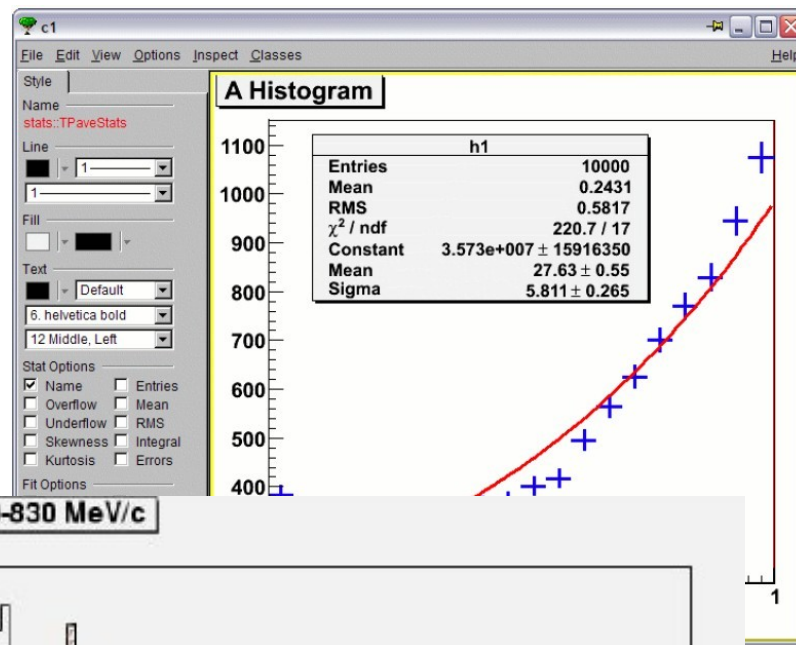 c1
File Edit View Options Inspect Classes Help
Style
Name
stats::TPaveStats
Line
1
1
Fill
Text
Default
6. helvetica bold
12 Middle, Left
Stat Options
Name Entries
Overflow Mean
Underflow RMS
Skewness Integral
Kurtosis Errors
Fit Options
A Histogram
h1
Entries 10000
Mean 0.2431
RMS 0.5817
χ² / ndf 220.7 / 17
Constant 3.573e+007 ± 15916350
Mean 27.63 ± 0.55
Sigma 5.811 ± 0.265
1100
1000
900
800
700
600
500
400
1
-830 MeV/c